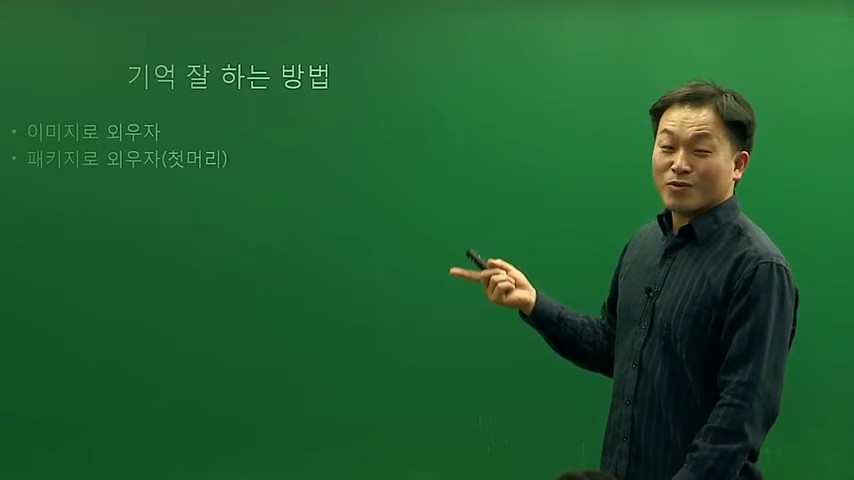 기억 잘 하는 방법
• 이미지로 외우자
• 패키지로 외우자(첫머리)